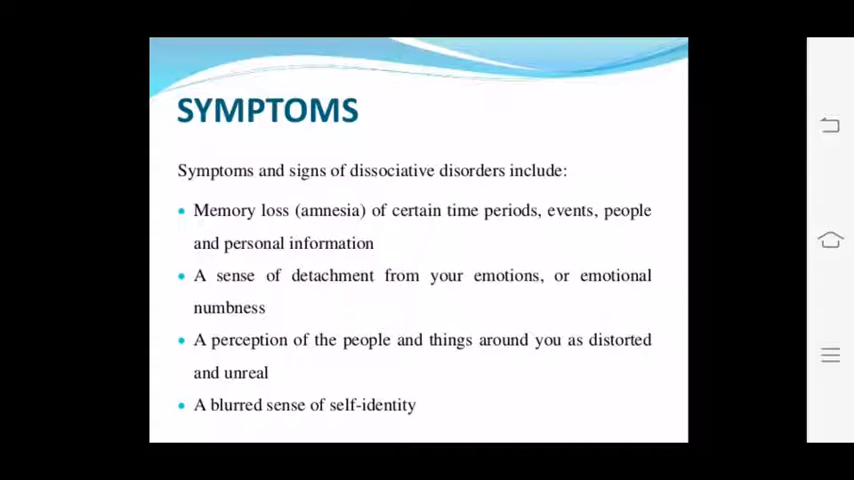 SYMPTOMS
Symptoms and signs of dissociative disorders include:
• Memory loss (amnesia) of certain time periods, events, people
and personal information
• A sense of detachment from your emotions, or emotional
numbness
• A perception of the people and things around you as distorted
and unreal
• A blurred sense of self-identity